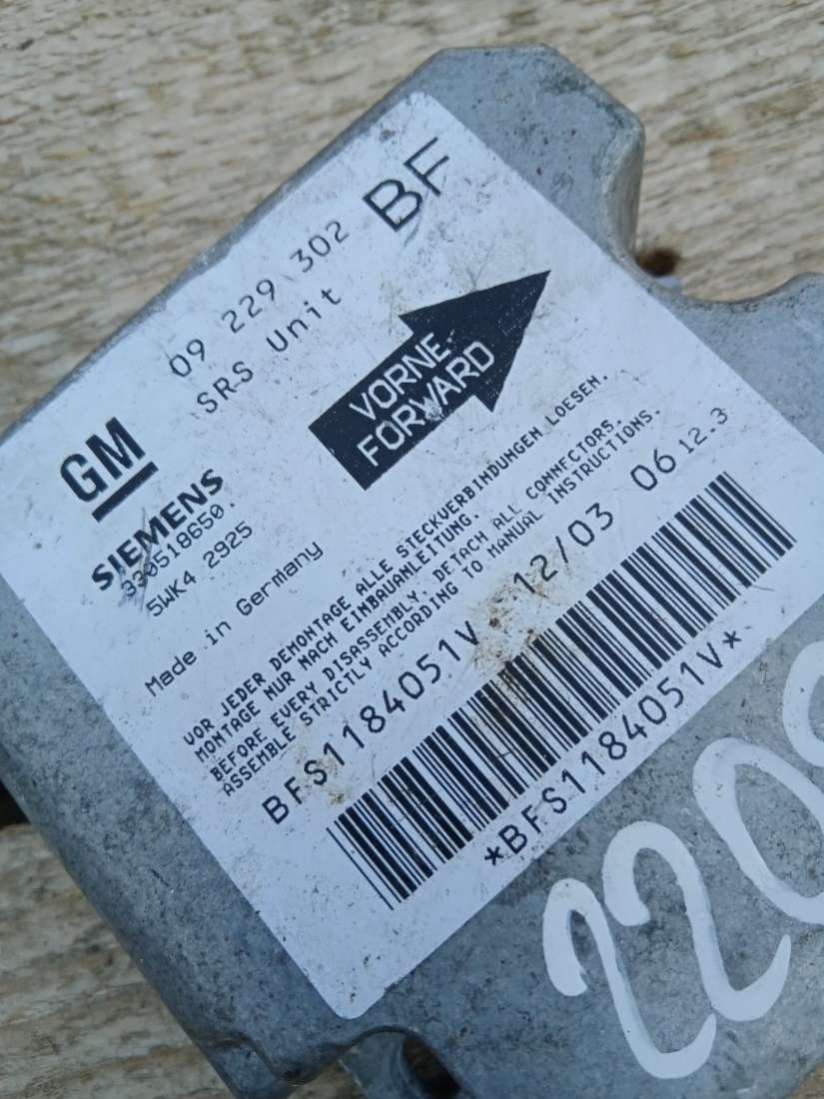 09 229 302 BF
SRS Unit
VORNE
FORWARD
GM
SIEMENS
330518650.
5WK4 2925
Made in Germany
VOR JEDER DEMONTAGE ALLE STECKVERBINDUNGEN LOESEN.
MONTAGE NUR NACH EINBAUANLEITUNG.
BEFORE EVERY DISASSEMBLY, DETACH ALL CONNECTORS.
ASSEMBLE STRICTLY ACCORDING TO MANUAL INSTRUCTIONS.
BFS1184051V 12/03 06 12.3
*BFS1184051V*